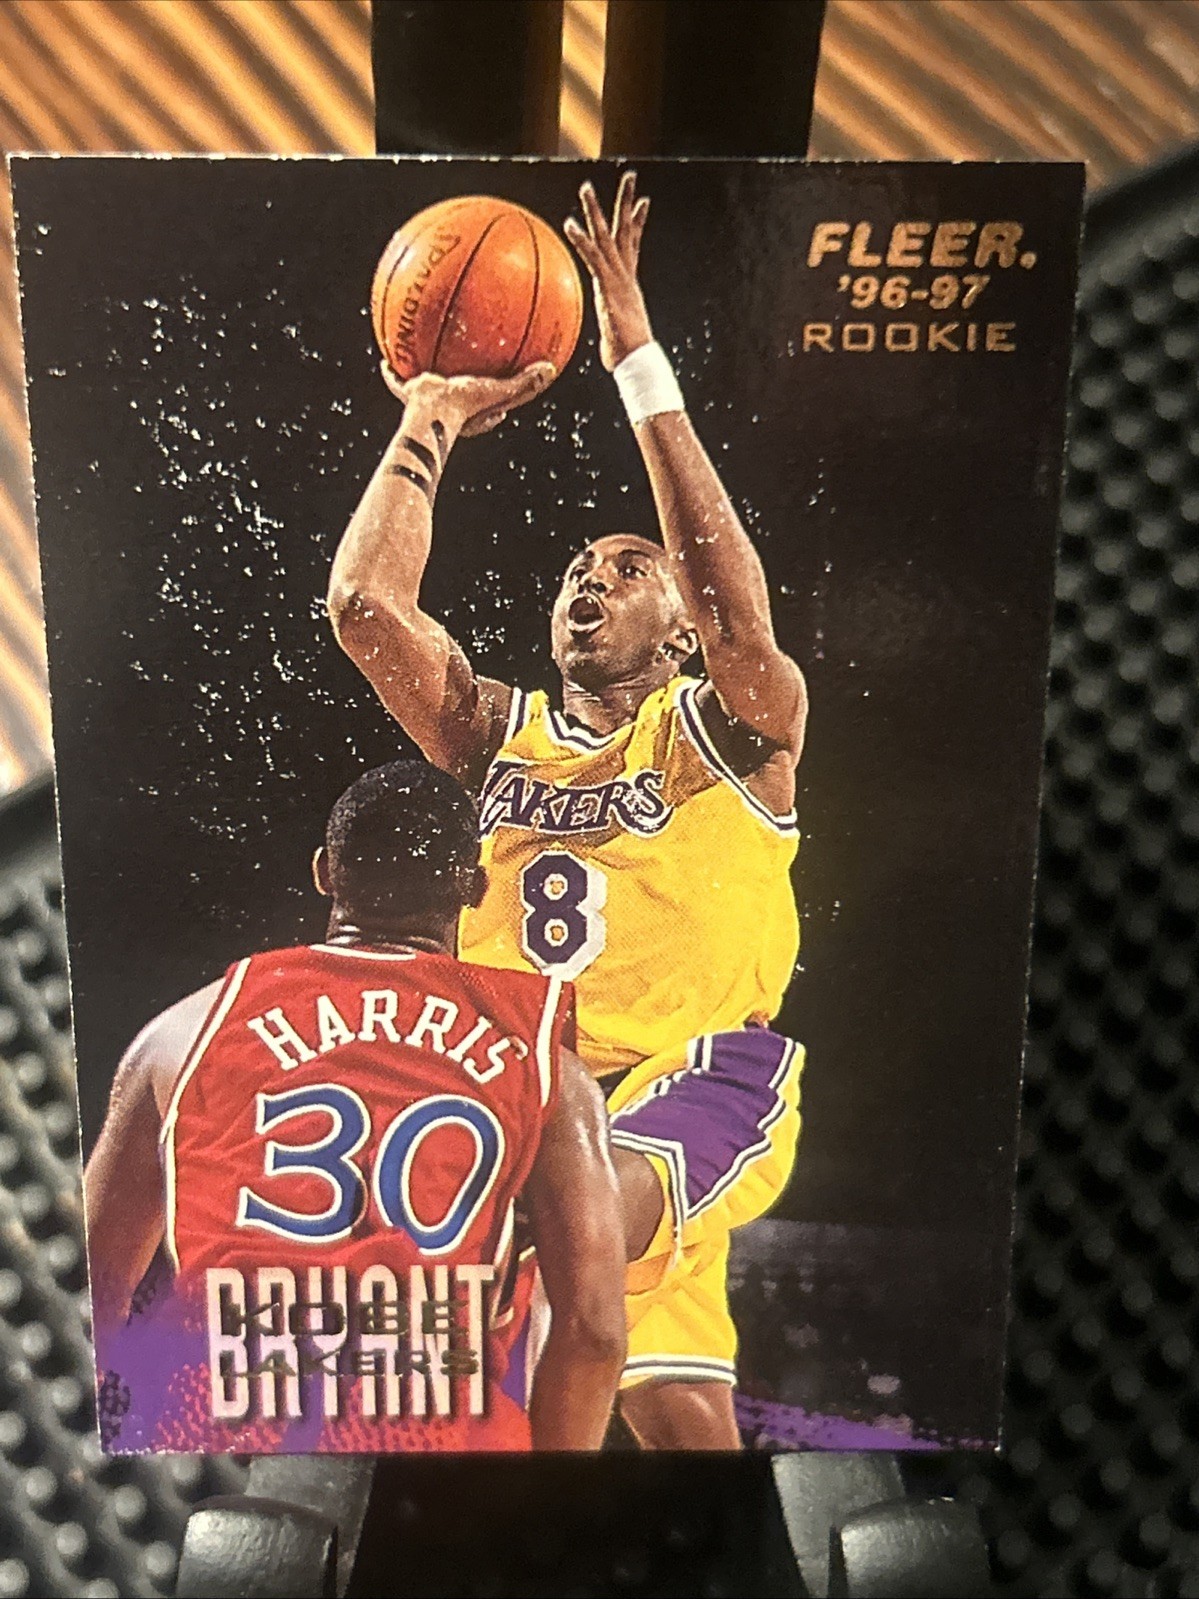 FLEER.
'96-97
ROOKIE
SPALDING
LAKERS
8
HARRIS
30
BRYANT
KOBE
LAKERS